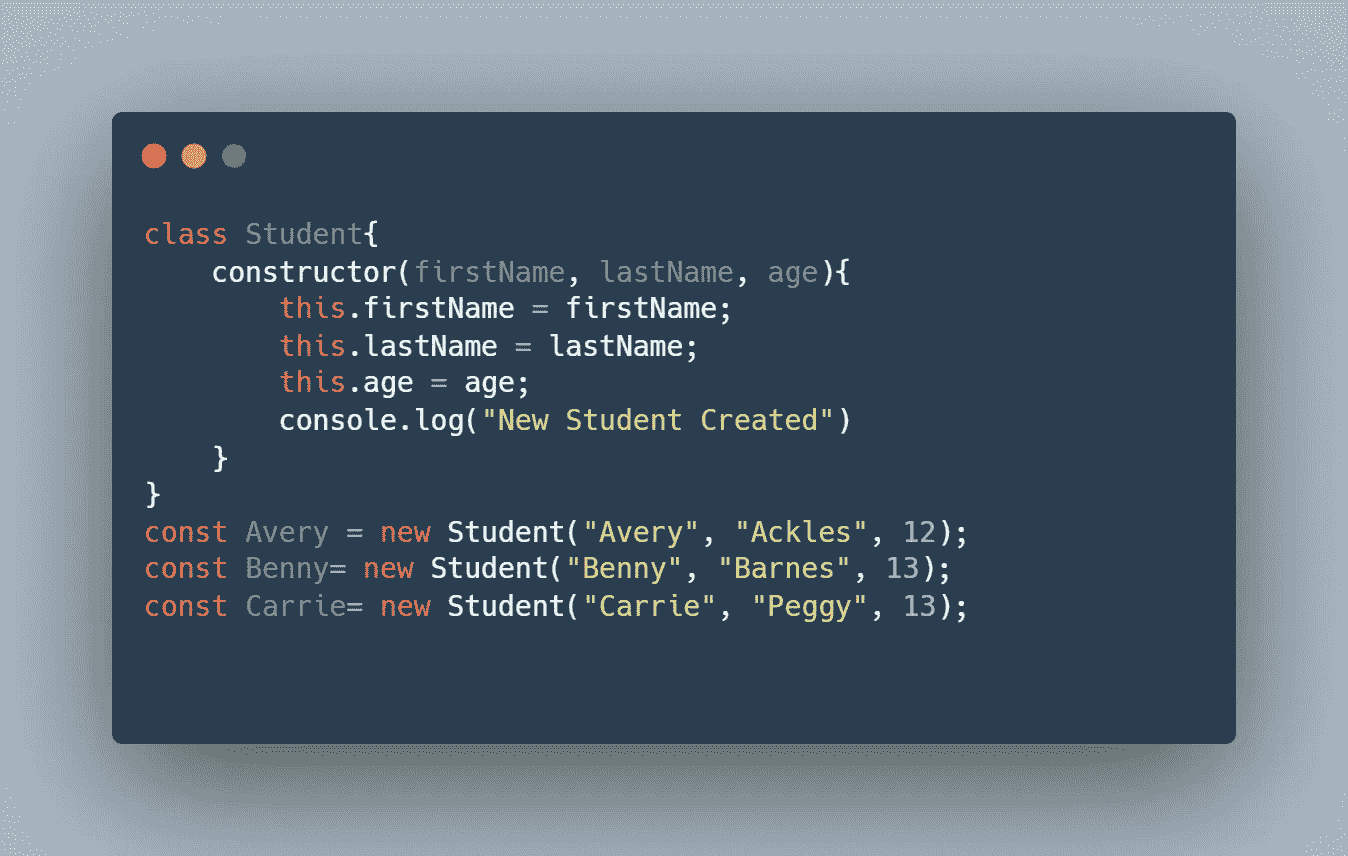 class Student{
    constructor(firstName, lastName, age){
        this.firstName = firstName;
        this.lastName = lastName;
        this.age = age;
        console.log("New Student Created")
    }
}
const Avery = new Student("Avery", "Ackles", 12);
const Benny= new Student("Benny", "Barnes", 13);
const Carrie= new Student("Carrie", "Peggy", 13);